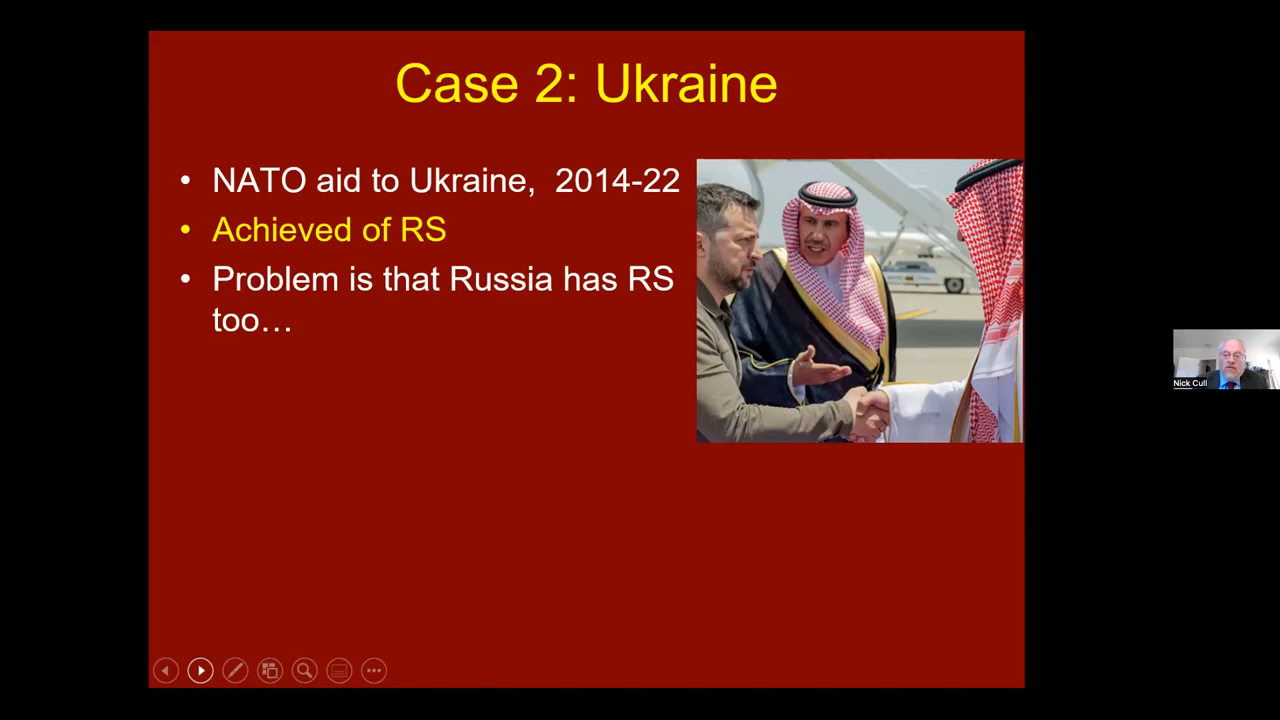 Case 2: Ukraine
• NATO aid to Ukraine, 2014-22
• Achieved of RS
• Problem is that Russia has RS
too…
Nick Cull